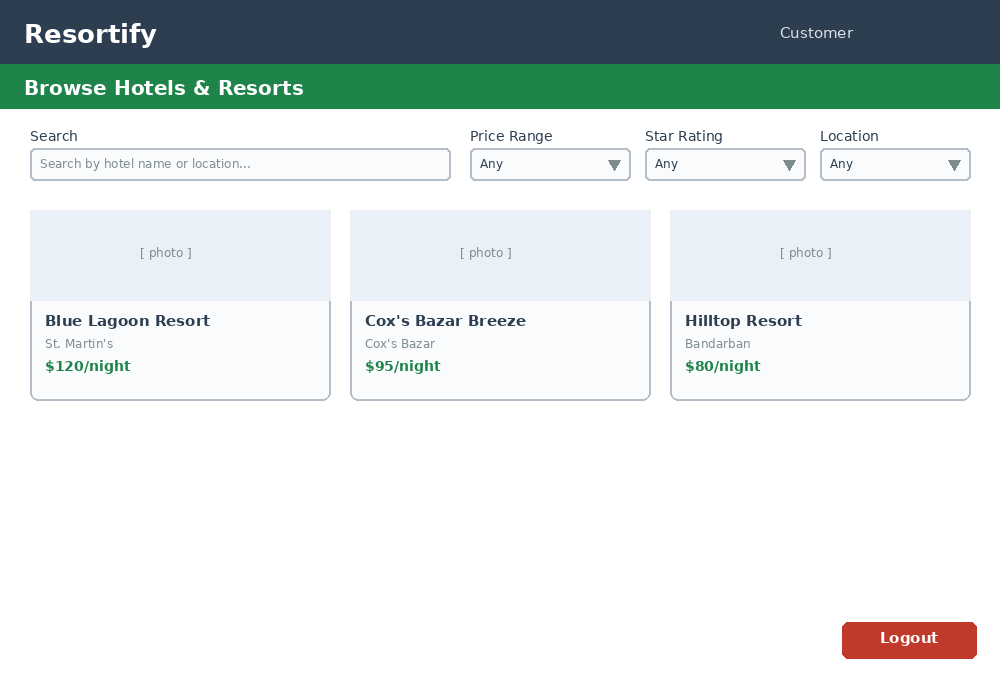 Resortify
Customer
Browse Hotels & Resorts
Search
Price Range
Star Rating
Location
Search by hotel name or location...
Any
Any
Any
[ photo ]
[ photo ]
[ photo ]
Blue Lagoon Resort
St. Martin's
$120/night
Cox's Bazar Breeze
Cox's Bazar
$95/night
Hilltop Resort
Bandarban
$80/night
Logout